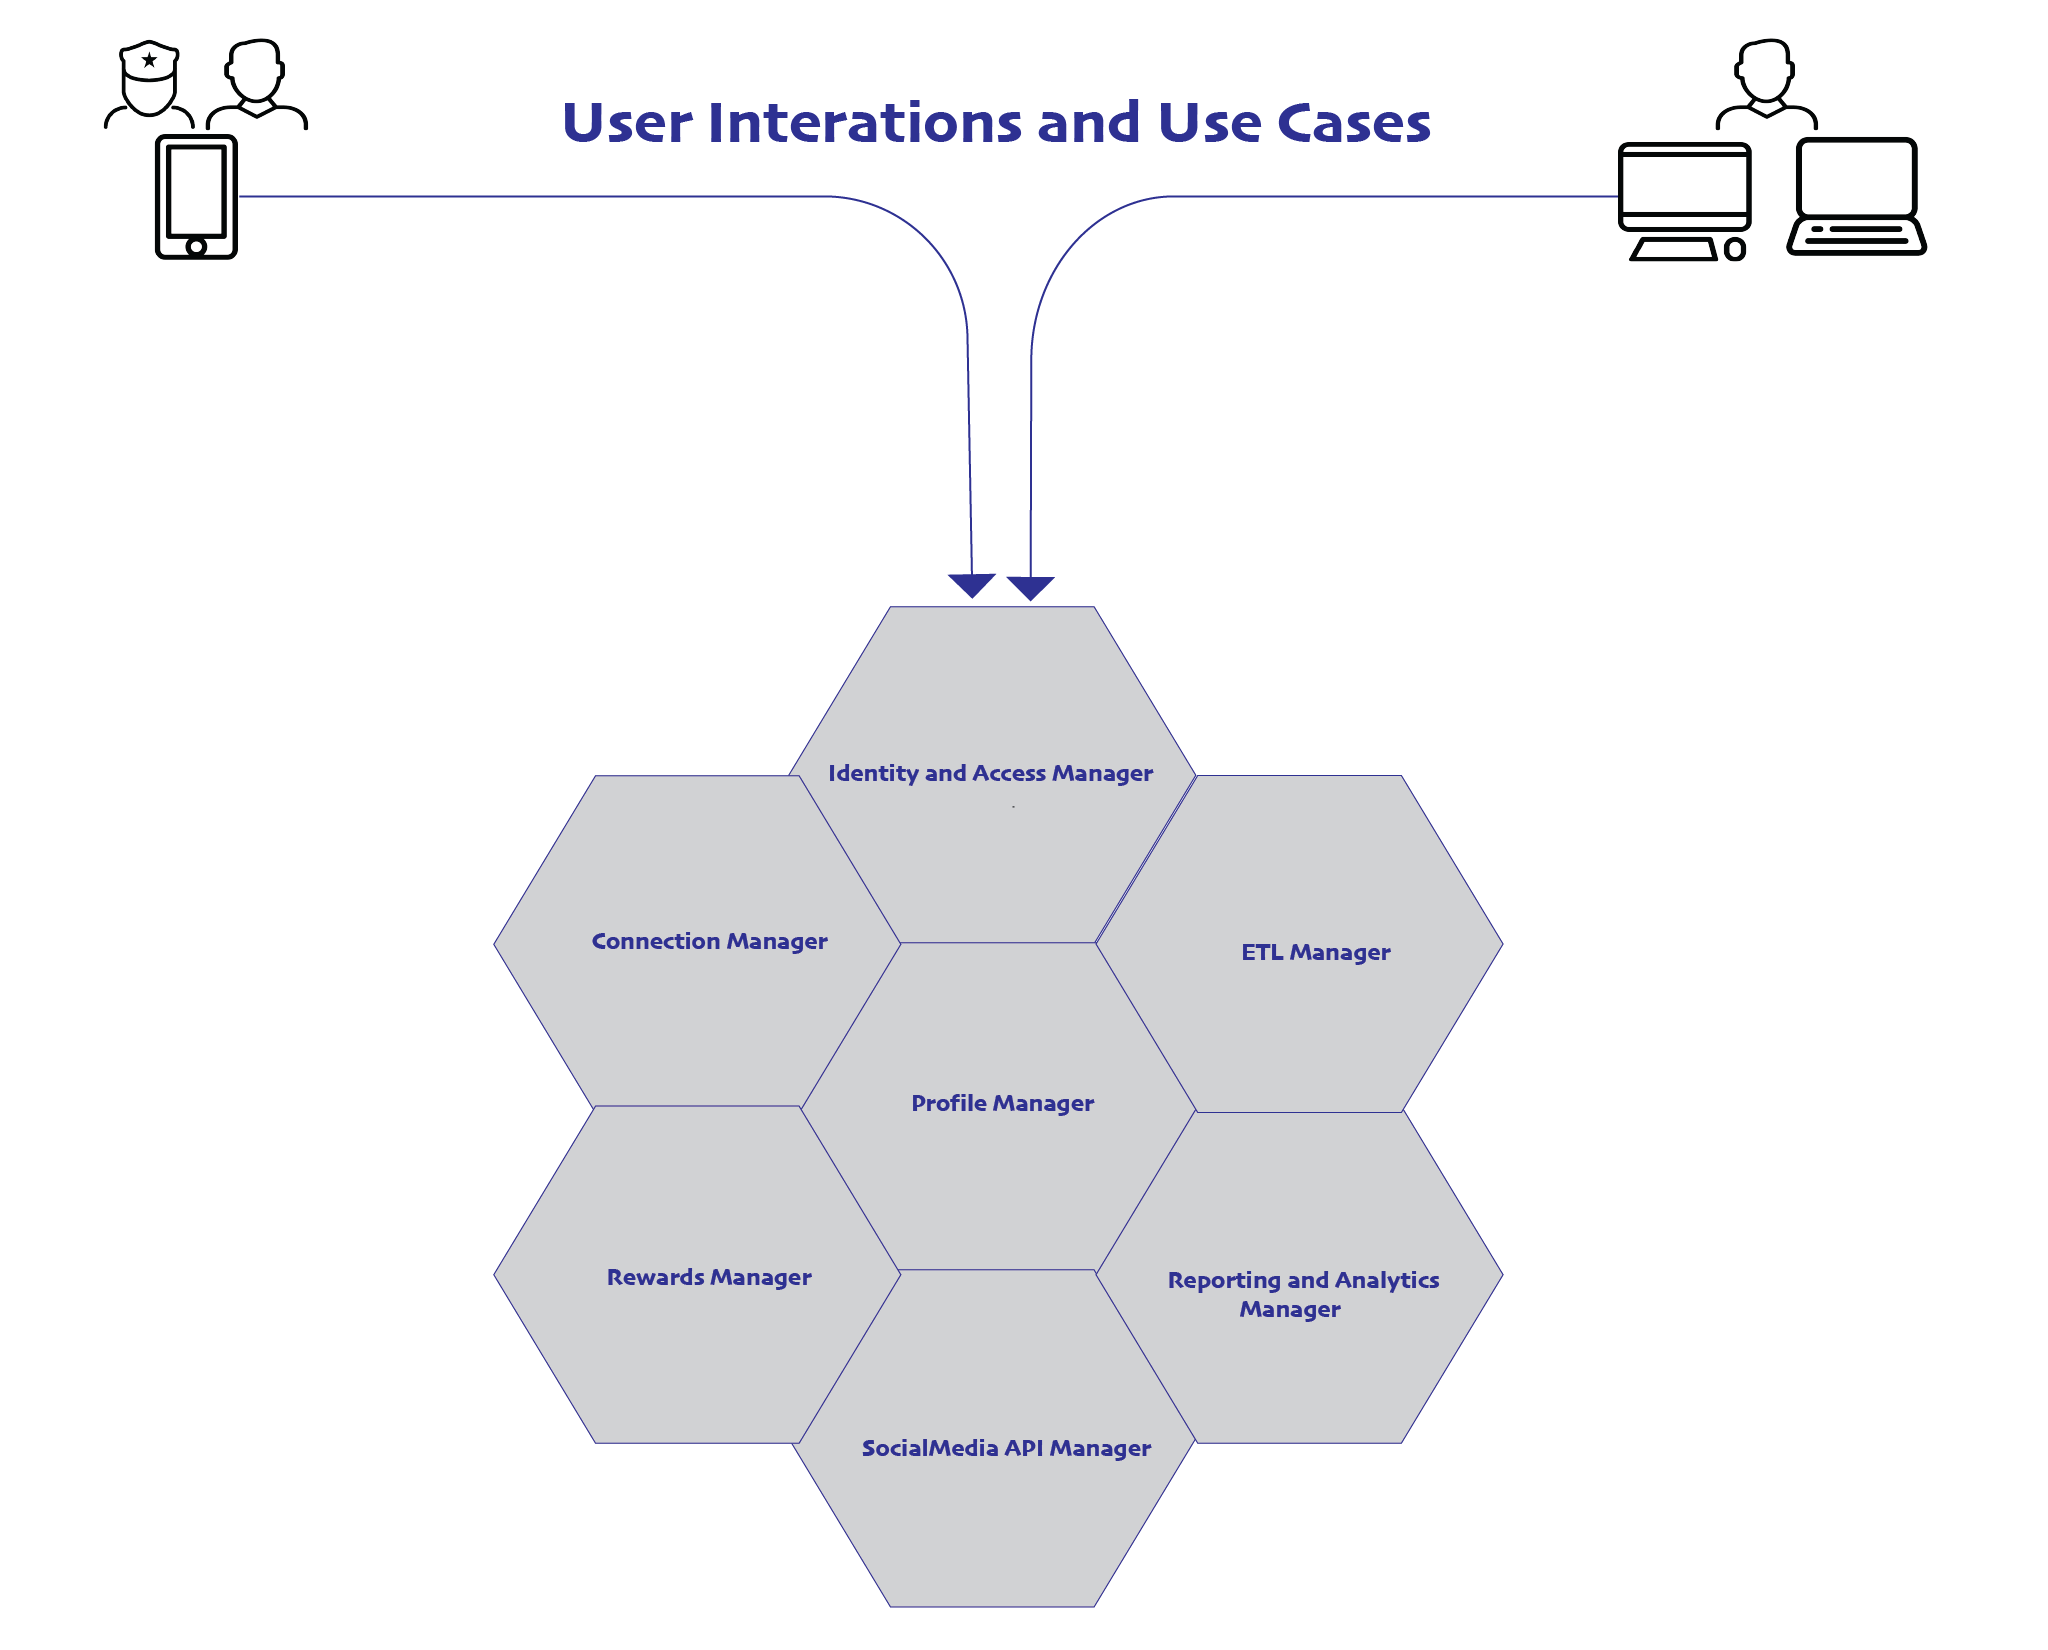 User Interations and Use Cases
Identity and Access Manager
Connection Manager
ETL Manager
Profile Manager
Rewards Manager
Reporting and Analytics
Manager
SocialMedia API Manager